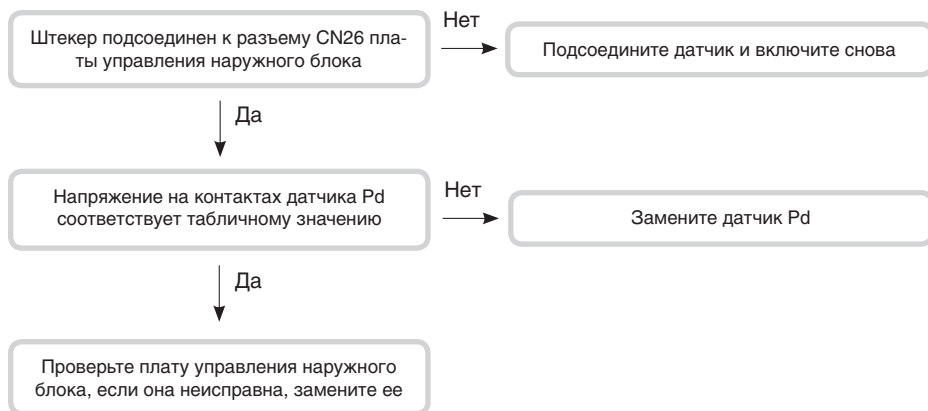 Штекер подсоединен к разъему CN26 пла-
ты управления наружного блока
Нет
Подсоедините датчик и включите снова
Да
Напряжение на контактах датчика Pd
соответствует табличному значению
Нет
Замените датчик Pd
Да
Проверьте плату управления наружного
блока, если она неисправна, замените ее